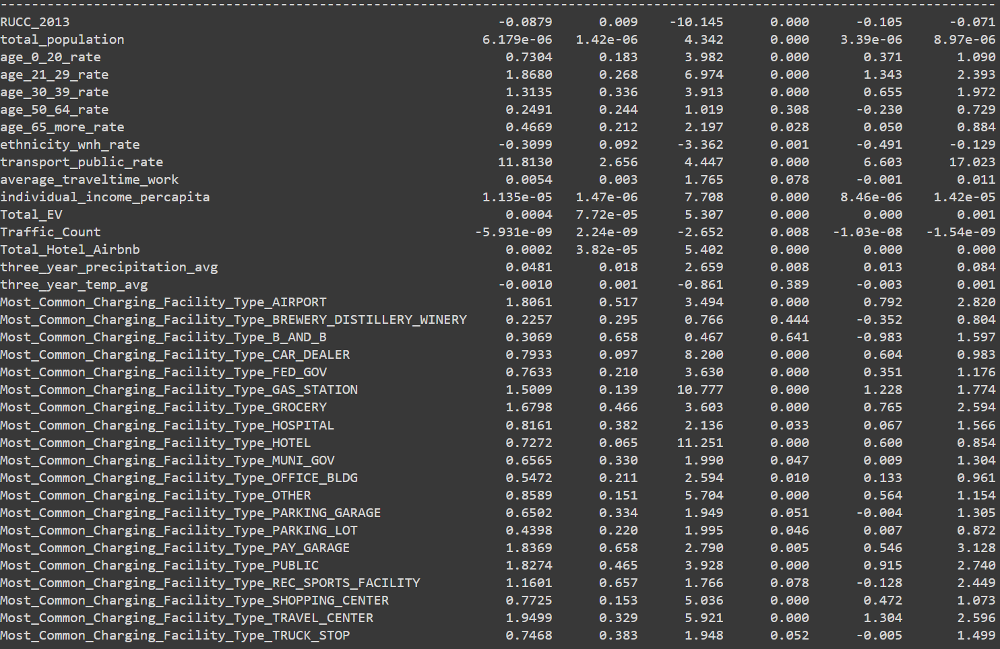 RUCC_2013 -0.0879 0.009 -10.145 0.000 -0.105 -0.071
total_population 6.179e-06 1.42e-06 4.342 0.000 3.39e-06 8.97e-06
age_0_20_rate 0.7304 0.183 3.982 0.000 0.371 1.090
age_21_29_rate 1.8680 0.268 6.974 0.000 1.343 2.393
age_30_39_rate 1.3135 0.336 3.913 0.000 0.655 1.972
age_50_64_rate 0.2491 0.244 1.019 0.308 -0.230 0.729
age_65_more_rate 0.4669 0.212 2.197 0.028 0.050 0.884
ethnicity_wnh_rate -0.3099 0.092 -3.362 0.001 -0.491 -0.129
transport_public_rate 11.8130 2.656 4.447 0.000 6.603 17.023
average_traveltime_work 0.0054 0.003 1.765 0.078 -0.001 0.011
individual_income_percapita 1.135e-05 1.47e-06 7.708 0.000 8.46e-06 1.42e-05
Total_EV 0.0004 7.72e-05 5.307 0.000 0.000 0.001
Traffic_Count -5.931e-09 2.24e-09 -2.652 0.008 -1.03e-08 -1.54e-09
Total_Hotel_Airbnb 0.0002 3.82e-05 5.402 0.000 0.000 0.000
three_year_precipitation_avg 0.0481 0.018 2.659 0.008 0.013 0.084
three_year_temp_avg -0.0010 0.001 -0.861 0.389 -0.003 0.001
Most_Common_Charging_Facility_Type_AIRPORT 1.8061 0.517 3.494 0.000 0.792 2.820
Most_Common_Charging_Facility_Type_BREWERY_DISTILLERY_WINERY 0.2257 0.295 0.766 0.444 -0.352 0.804
Most_Common_Charging_Facility_Type_B_AND_B 0.3069 0.658 0.467 0.641 -0.983 1.597
Most_Common_Charging_Facility_Type_CAR_DEALER 0.7933 0.097 8.200 0.000 0.604 0.983
Most_Common_Charging_Facility_Type_FED_GOV 0.7633 0.210 3.630 0.000 0.351 1.176
Most_Common_Charging_Facility_Type_GAS_STATION 1.5009 0.139 10.777 0.000 1.228 1.774
Most_Common_Charging_Facility_Type_GROCERY 1.6798 0.466 3.603 0.000 0.765 2.594
Most_Common_Charging_Facility_Type_HOSPITAL 0.8161 0.382 2.136 0.033 0.067 1.566
Most_Common_Charging_Facility_Type_HOTEL 0.7272 0.065 11.251 0.000 0.600 0.854
Most_Common_Charging_Facility_Type_MUNI_GOV 0.6565 0.330 1.990 0.047 0.009 1.304
Most_Common_Charging_Facility_Type_OFFICE_BLDG 0.5472 0.211 2.594 0.010 0.133 0.961
Most_Common_Charging_Facility_Type_OTHER 0.8589 0.151 5.704 0.000 0.564 1.154
Most_Common_Charging_Facility_Type_PARKING_GARAGE 0.6502 0.334 1.949 0.051 -0.004 1.305
Most_Common_Charging_Facility_Type_PARKING_LOT 0.4398 0.220 1.995 0.046 0.007 0.872
Most_Common_Charging_Facility_Type_PAY_GARAGE 1.8369 0.658 2.790 0.005 0.546 3.128
Most_Common_Charging_Facility_Type_PUBLIC 1.8274 0.465 3.928 0.000 0.915 2.740
Most_Common_Charging_Facility_Type_REC_SPORTS_FACILITY 1.1601 0.657 1.766 0.078 -0.128 2.449
Most_Common_Charging_Facility_Type_SHOPPING_CENTER 0.7725 0.153 5.036 0.000 0.472 1.073
Most_Common_Charging_Facility_Type_TRAVEL_CENTER 1.9499 0.329 5.921 0.000 1.304 2.596
Most_Common_Charging_Facility_Type_TRUCK_STOP 0.7468 0.383 1.948 0.052 -0.005 1.499